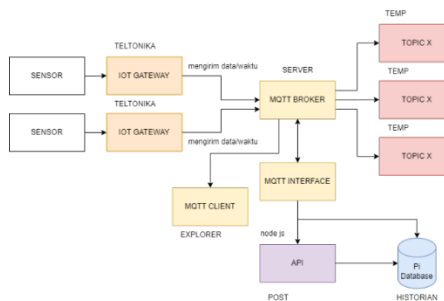 TEMP
TELTONIKA
TOPIC X
SENSOR
IOT GATEWAY
mengirim data/waktu
SERVER
TEMP
TELTONIKA
MQTT BROKER
TOPIC X
SENSOR
IOT GATEWAY
mengirim data/waktu
TEMP
TOPIC X
MQTT INTERFACE
MQTT CLIENT
EXPLORER
node js
API
Pi
Database
POST
HISTORIAN